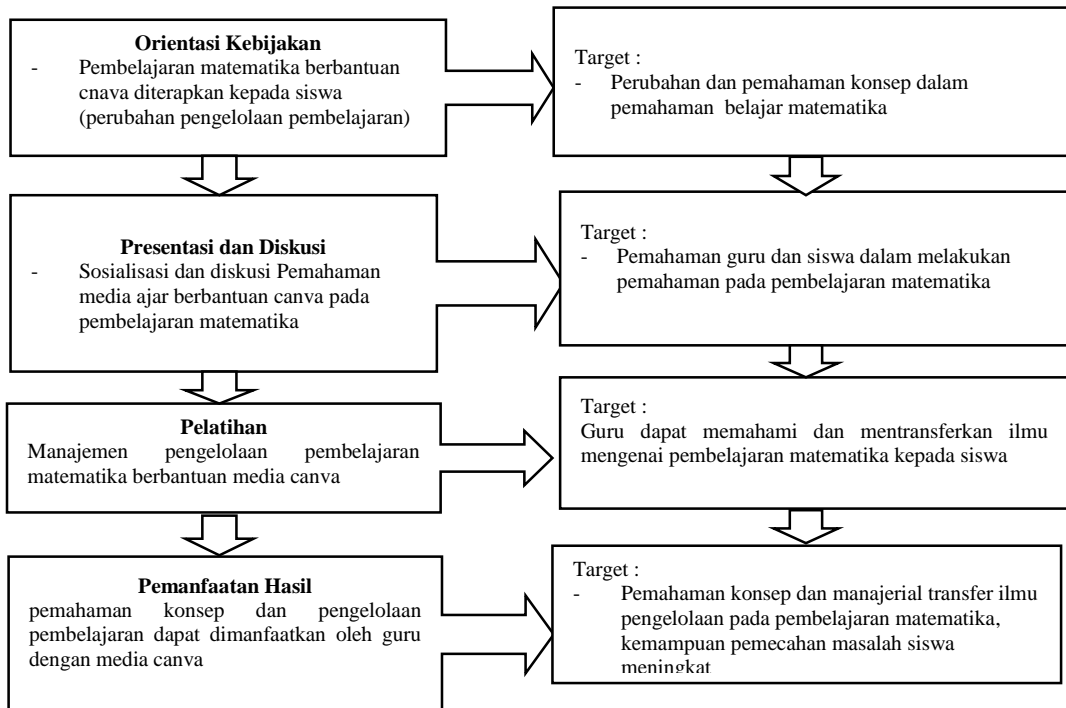 Orientasi Kebijakan
- Pembelajaran matematika berbantuan
cnava diterapkan kepada siswa
(perubahan pengelolaan pembelajaran)
Target :
- Perubahan dan pemahaman konsep dalam
pemahaman belajar matematika
Presentasi dan Diskusi
- Sosialisasi dan diskusi Pemahaman
media ajar berbantuan canva pada
pembelajaran matematika
Target :
- Pemahaman guru dan siswa dalam melakukan
pemahaman pada pembelajaran matematika
Pelatihan
Manajemen pengelolaan pembelajaran
matematika berbantuan media canva
Target :
Guru dapat memahami dan mentransferkan ilmu
mengenai pembelajaran matematika kepada siswa
Pemanfaatan Hasil
pemahaman konsep dan pengelolaan
pembelajaran dapat dimanfaatkan oleh guru
dengan media canva
Target :
- Pemahaman konsep dan manajerial transfer ilmu
pengelolaan pada pembelajaran matematika,
kemampuan pemecahan masalah siswa
meningkat